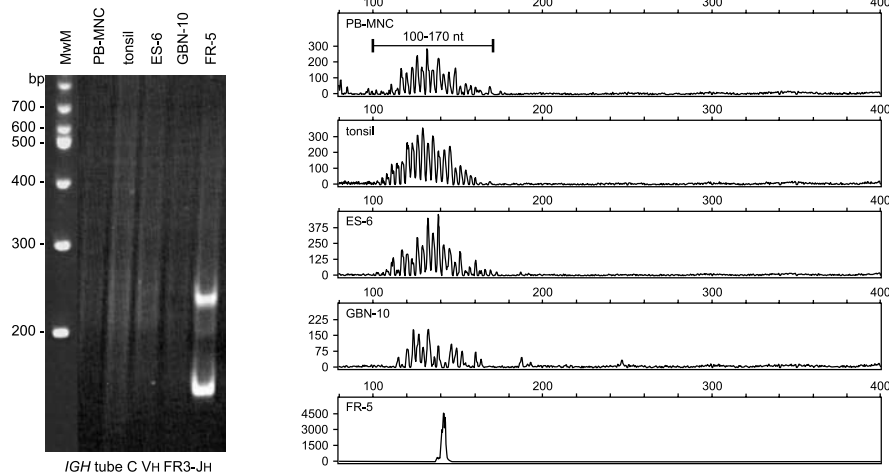 MwM PB-MNC tonsil ES-6 GBN-10 FR-5
bp
700
600
500
400
300
200
IGH tube C VH FR3-JH
100 200 300 400
PB-MNC
100-170 nt
300
200
100
0
100 200 300 400
tonsil
300
200
100
0
100 200 300 400
ES-6
375
250
125
0
100 200 300 400
GBN-10
225
150
75
0
100 200 300 400
FR-5
4500
3000
1500
0